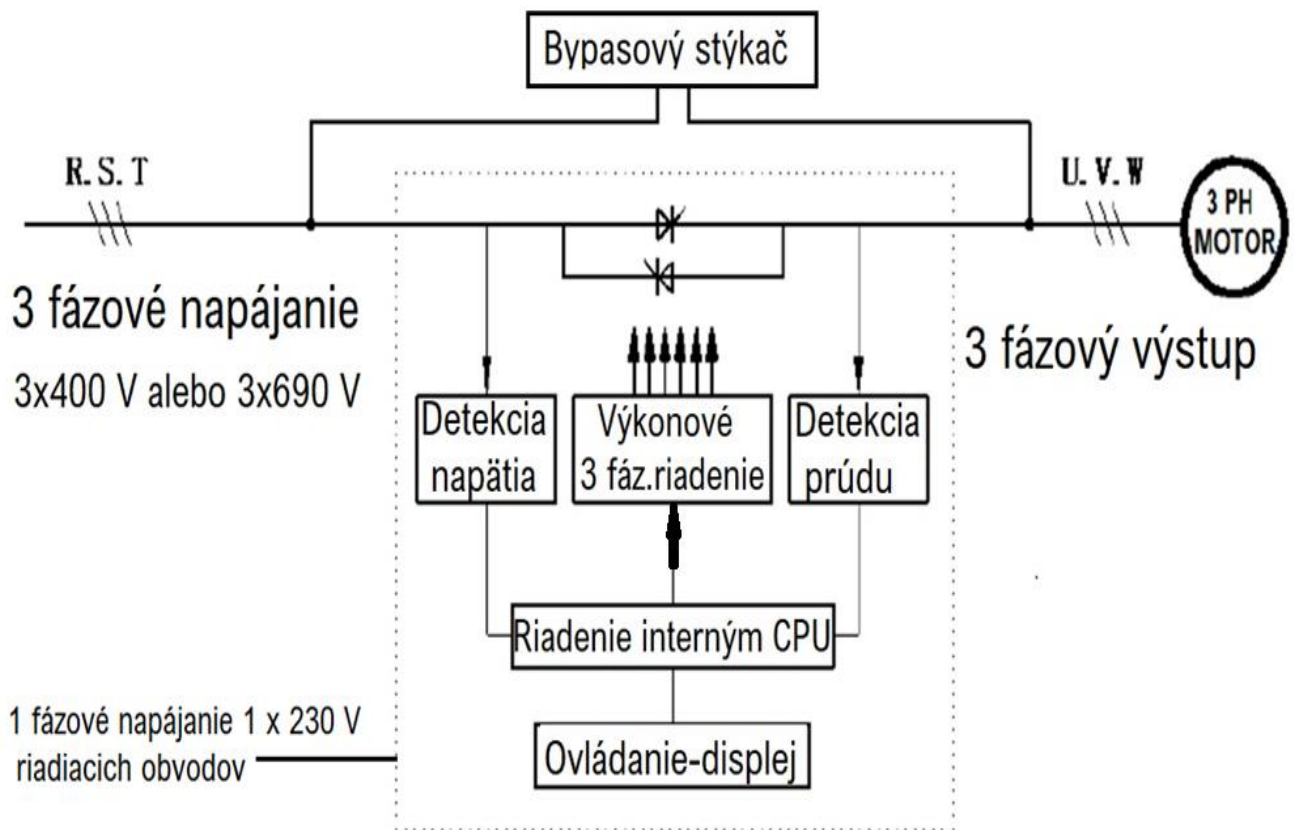 Bypasový stýkač
R. S. T
U. V. W
3 PH
MOTOR
3 fázové napájanie
3x400 V alebo 3x690 V
3 fázový výstup
Detekcia
napätia
Výkonové
3 fáz.riadenie
Detekcia
prúdu
Riadenie interným CPU
1 fázové napájanie 1 x 230 V
riadiacich obvodov
Ovládanie-displej